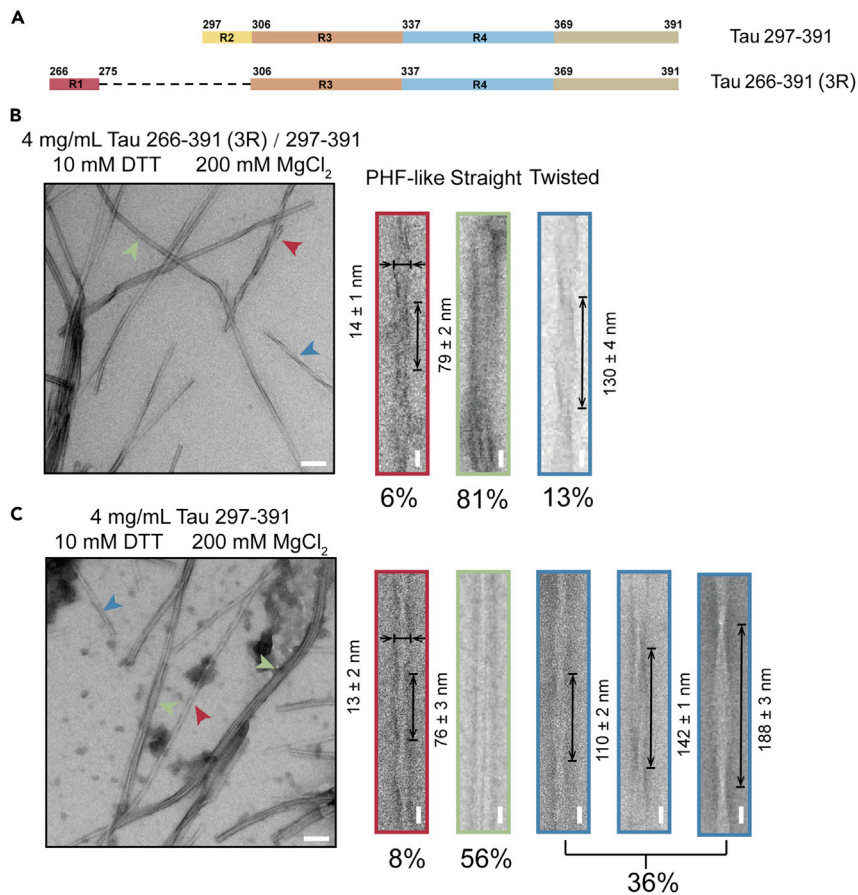 A
297 306 337 369 391
R2 R3 R4
Tau 297-391
266 275 306 337 369 391
R1 R3 R4
Tau 266-391 (3R)
B
4 mg/mL Tau 266-391 (3R) / 297-391
10 mM DTT 200 mM MgCl₂
PHF-like Straight Twisted
14 ± 1 nm
79 ± 2 nm
130 ± 4 nm
6% 81% 13%
C
4 mg/mL Tau 297-391
10 mM DTT 200 mM MgCl₂
13 ± 2 nm
76 ± 3 nm
110 ± 2 nm
142 ± 1 nm
188 ± 3 nm
8% 56% 36%